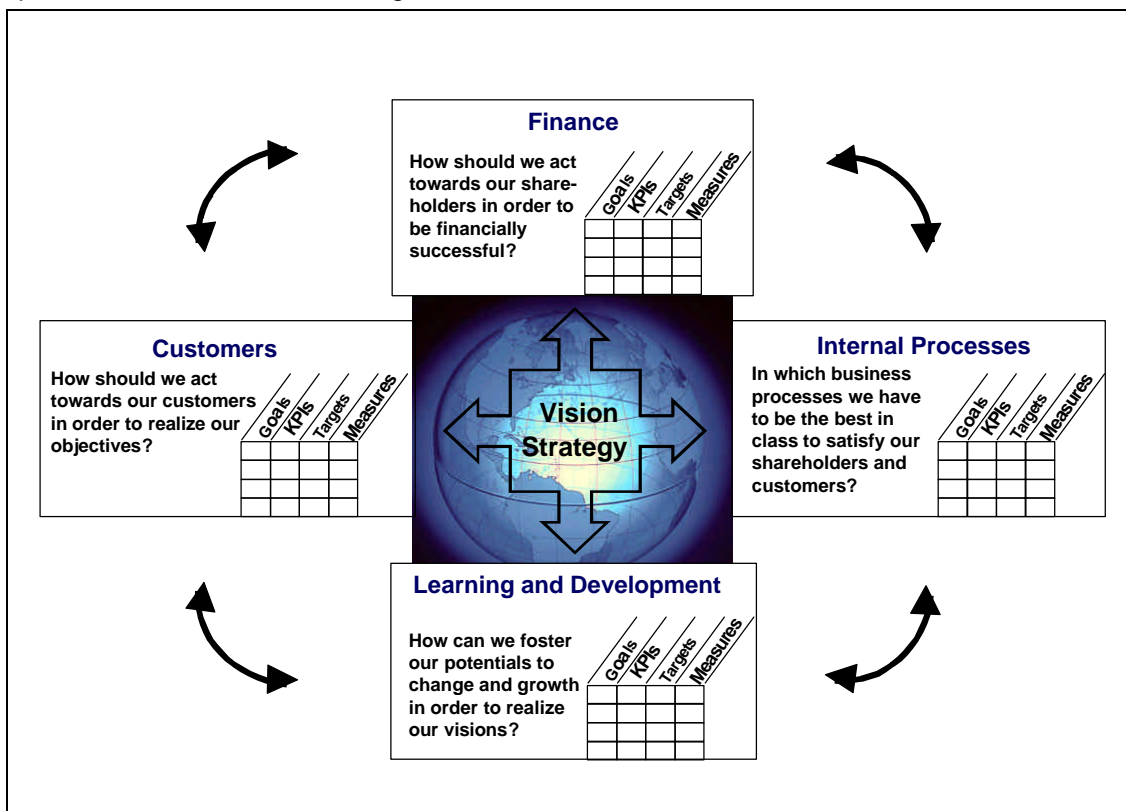 Finance
How should we act
towards our share-
holders in order to
be financially
successful?
Goals
KPIs
Targets
Measures
Customers
How should we act
towards our customers
in order to realize our
objectives?
Goals
KPIs
Targets
Measures
Vision
Strategy
Internal Processes
In which business
processes we have
to be the best in
class to satisfy our
shareholders and
customers?
Goals
KPIs
Targets
Measures
Learning and Development
How can we foster
our potentials to
change and growth
in order to realize
our visions?
Goals
KPIs
Targets
Measures